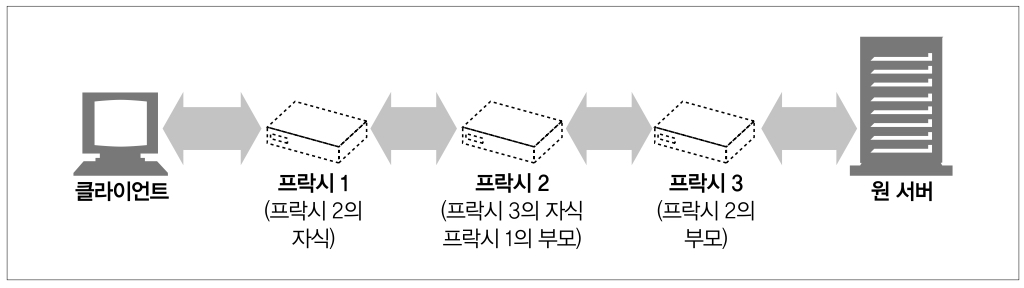 클라이언트
프락시 1
(프락시 2의
자식)
프락시 2
(프락시 3의 자식
프락시 1의 부모)
프락시 3
(프락시 2의
부모)
원 서버